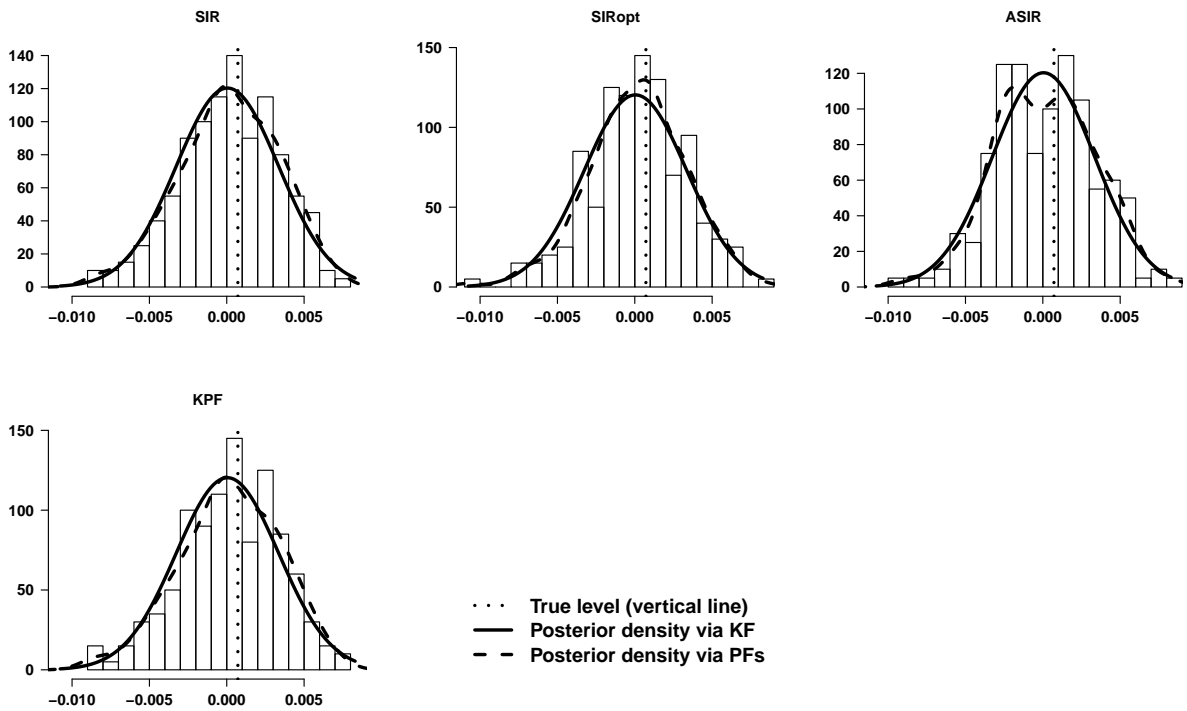 SIR
140
120
100
80
60
40
20
0
−0.010 −0.005 0.000 0.005
SIRopt
150
100
50
0
−0.010 −0.005 0.000 0.005
ASIR
120
100
80
60
40
20
0
−0.010 −0.005 0.000 0.005
KPF
150
100
50
0
−0.010 −0.005 0.000 0.005
True level (vertical line)
Posterior density via KF
Posterior density via PFs